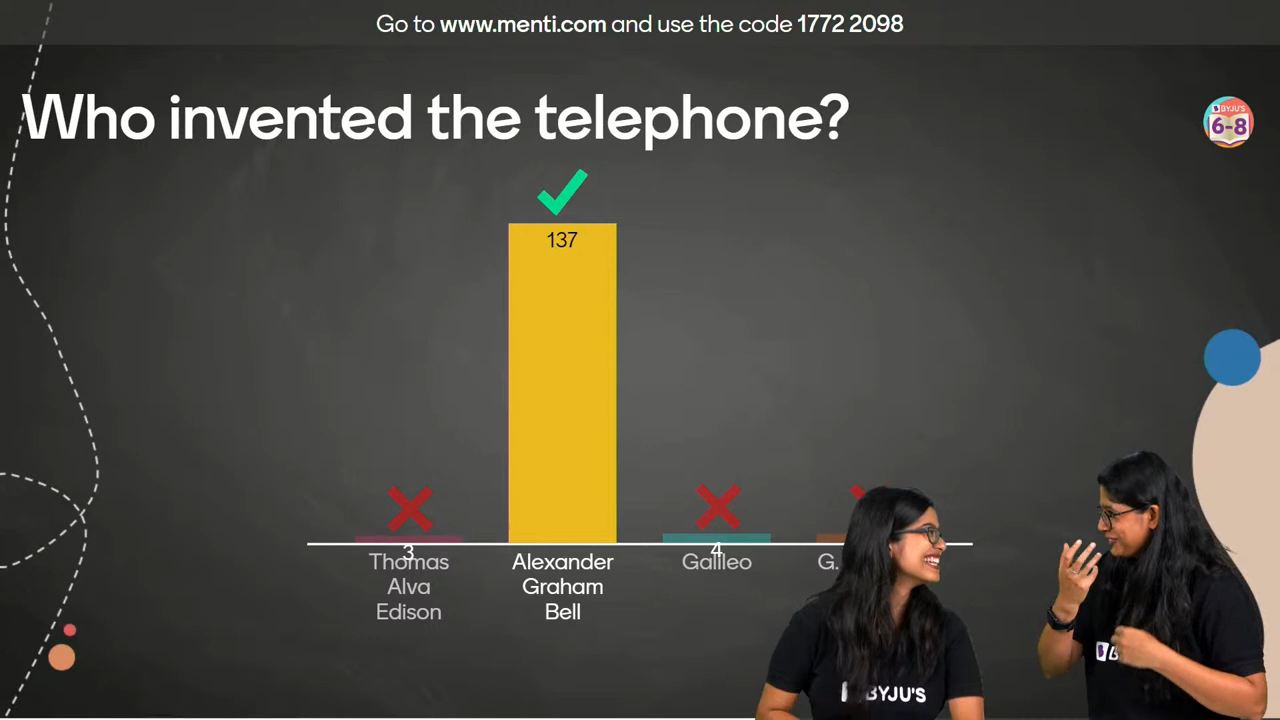 Go to www.menti.com and use the code 1772 2098
Who invented the telephone?
BYJU'S
6-8
137
3
4
Thomas
Alva
Edison
Alexander
Graham
Bell
Galileo
G.
BYJU'S